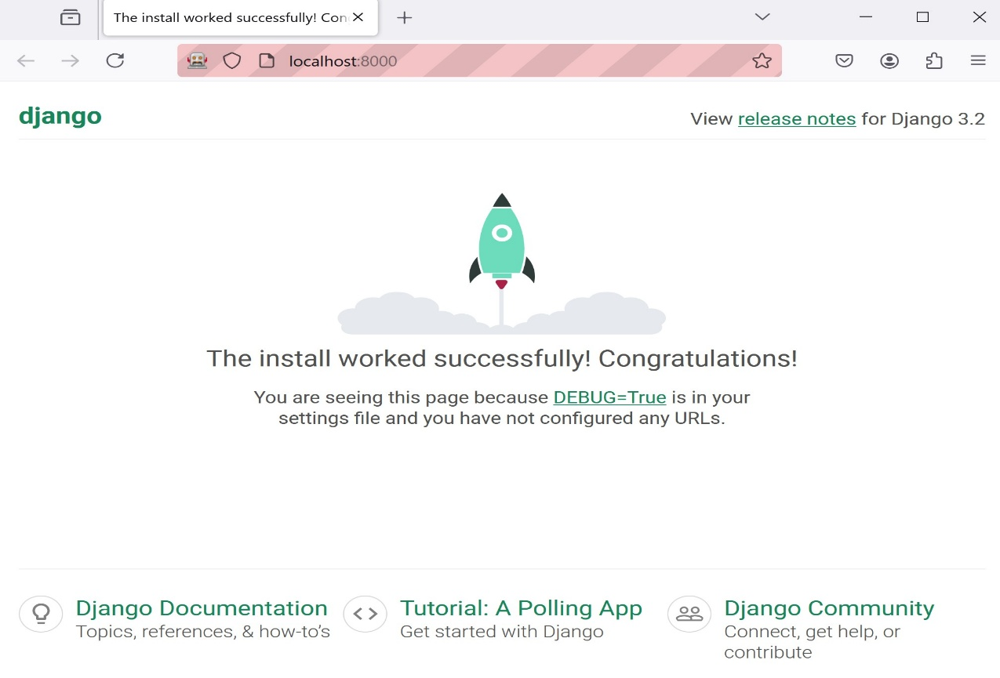 The install worked successfully! Con
localhost:8000
django
View release notes for Django 3.2
The install worked successfully! Congratulations!
You are seeing this page because DEBUG=True is in your
settings file and you have not configured any URLs.
Django Documentation
Topics, references, & how-to’s
Tutorial: A Polling App
Get started with Django
Django Community
Connect, get help, or
contribute